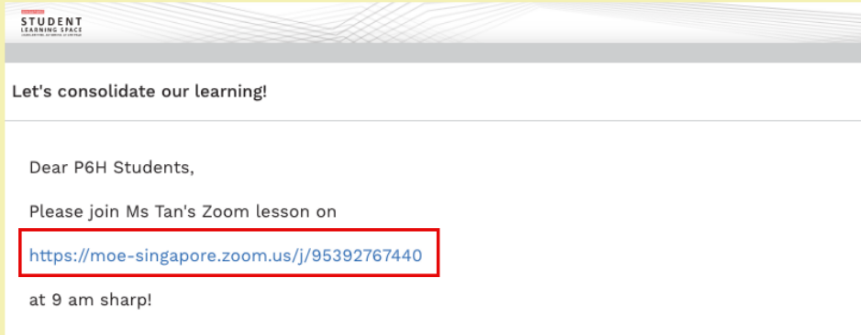 STUDENT
LEARNING SPACE
Let's consolidate our learning!
Dear P6H Students,
Please join Ms Tan's Zoom lesson on
https://moe-singapore.zoom.us/j/95392767440
at 9 am sharp!